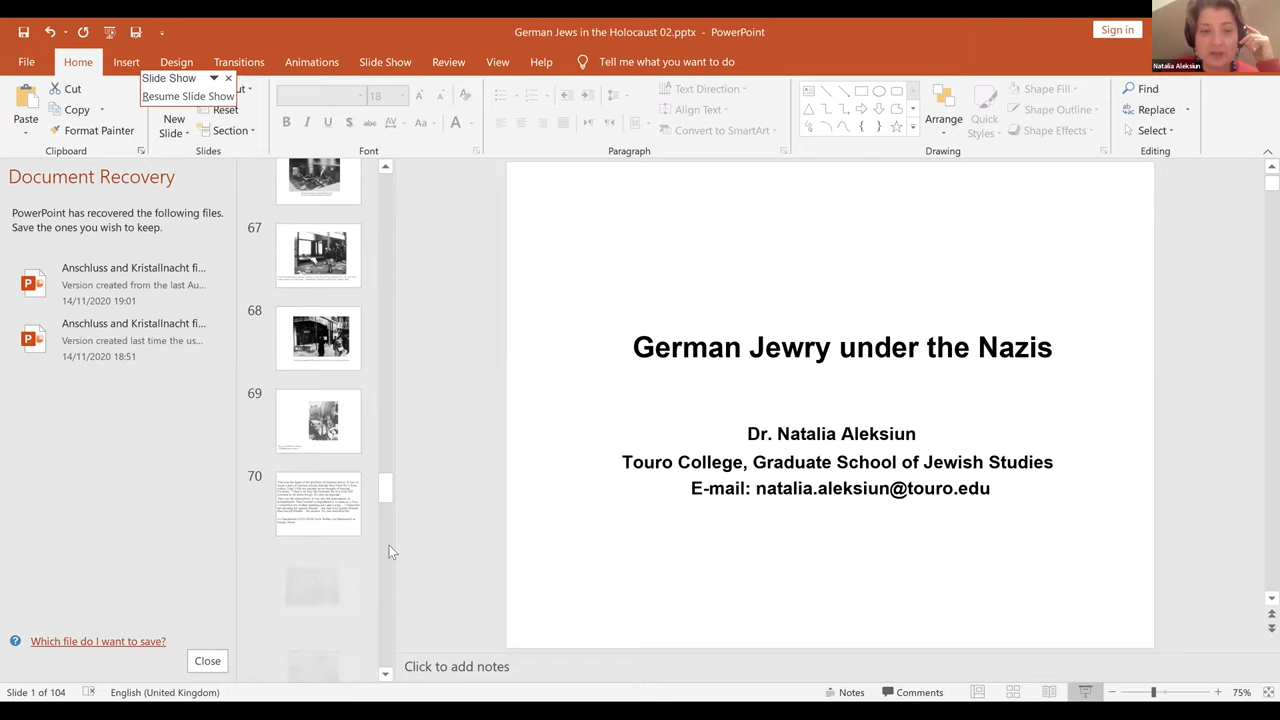 German Jews in the Holocaust 02.pptx - PowerPoint
Sign in
Natalia Aleksiun
File
Home
Insert
Design
Transitions
Animations
Slide Show
Review
View
Help
Tell me what you want to do
Slide Show
Resume Slide Show
Paste
Cut
Copy
Format Painter
Clipboard
New
Slide
Reset
Section
Slides
18
Font
Text Direction
Align Text
Convert to SmartArt
Paragraph
Arrange
Quick
Styles
Shape Fill
Shape Outline
Shape Effects
Drawing
Find
Replace
Select
Editing
Document Recovery
PowerPoint has recovered the following files.
Save the ones you wish to keep.
Anschluss and Kristallnacht fi...
Version created from the last Au...
14/11/2020 19:01
Anschluss and Kristallnacht fi...
Version created last time the us...
14/11/2020 18:51
Which file do I want to save?
Close
67
68
69
70
German Jewry under the Nazis
Dr. Natalia Aleksiun
Touro College, Graduate School of Jewish Studies
E-mail: natalia.aleksiun@touro.edu
Click to add notes
Slide 1 of 104
English (United Kingdom)
Notes
Comments
75%